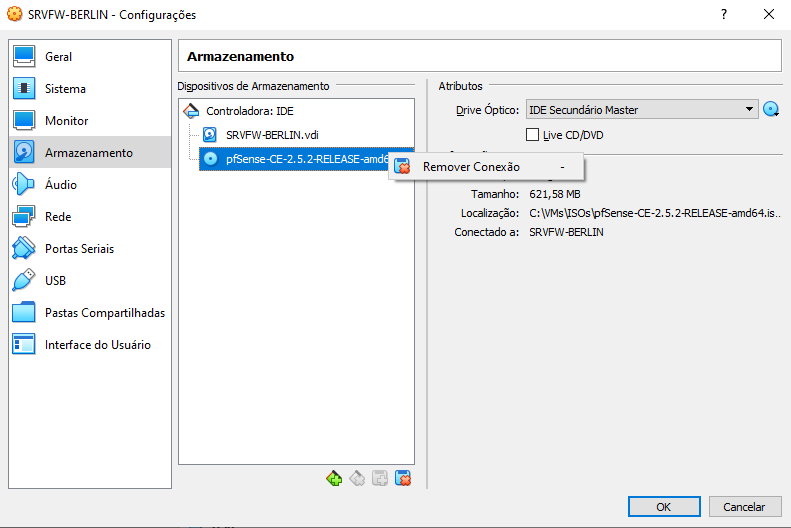 SRVFW-BERLIN - Configurações
Geral
Sistema
Monitor
Armazenamento
Áudio
Rede
Portas Seriais
USB
Pastas Compartilhadas
Interface do Usuário
Armazenamento
Dispositivos de Armazenamento
Controladora: IDE
SRVFW-BERLIN.vdi
pfSense-CE-2.5.2-RELEASE-amd6
Remover Conexão -
Atributos
Drive Óptico: IDE Secundário Master
Live CD/DVD
Tamanho: 621,58 MB
Localização: C:\VMs\ISOs\pfSense-CE-2.5.2-RELEASE-amd64.is...
Conectado a: SRVFW-BERLIN
OK
Cancelar